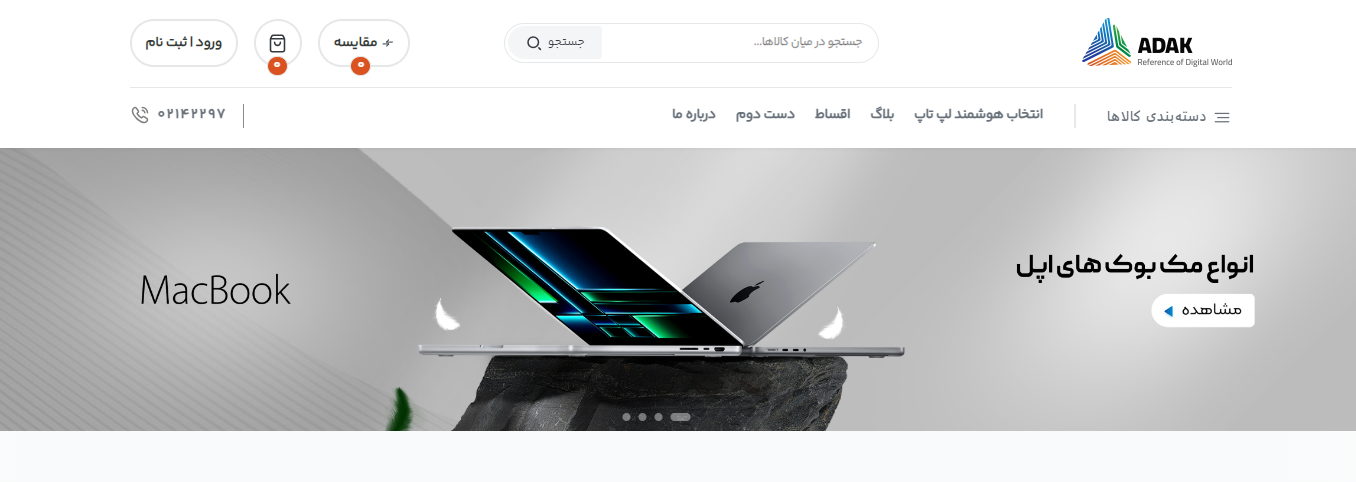 ADAK
Reference of Digital World
جستجو در میان کالاها...
جستجو
مقایسه
۰
۰
ورود | ثبت نام
دسته‌بندی کالاها
انتخاب هوشمند لپ تاپ
بلاگ
اقساط
دست دوم
درباره ما
۰۲۱۴۲۲۹۷
انواع مک بوک های اپل
مشاهده
MacBook